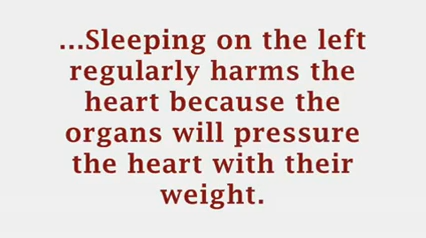 ...Sleeping on the left
regularly harms the
heart because the
organs will pressure
the heart with their
weight.